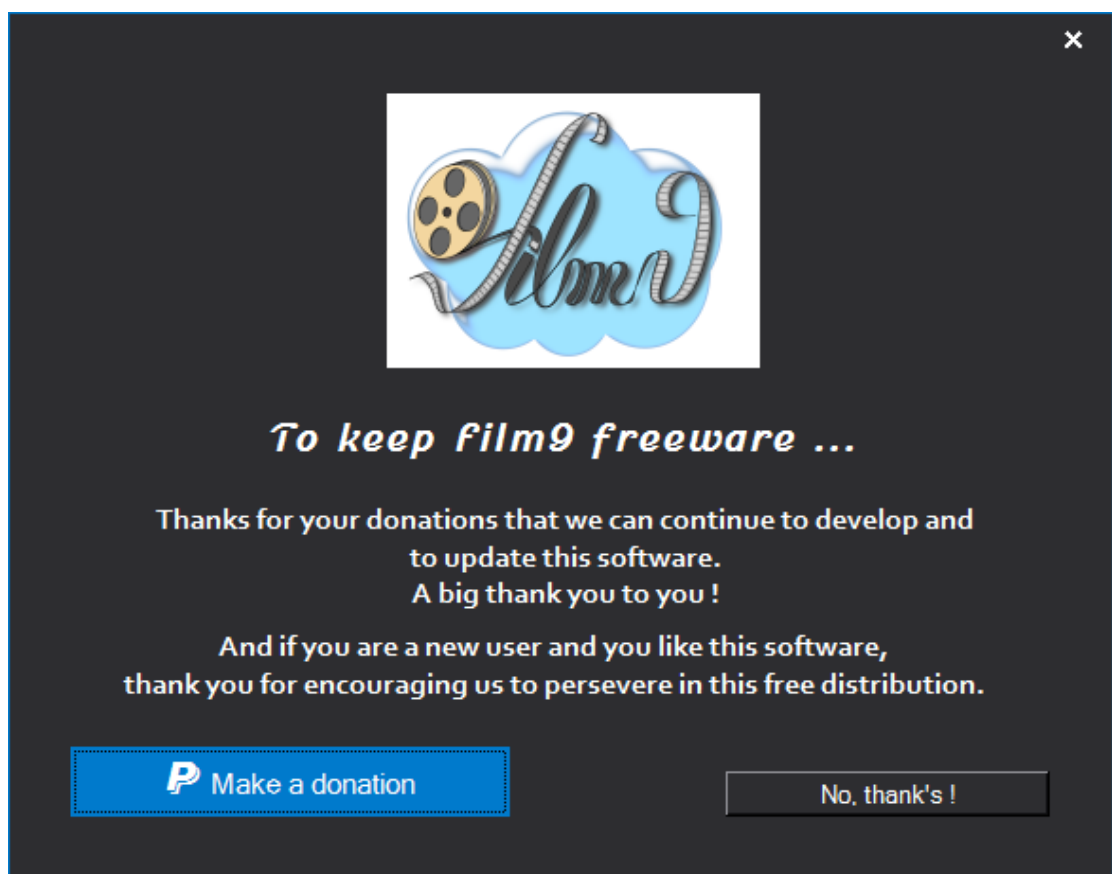 film9
To keep film9 freeware ...
Thanks for your donations that we can continue to develop and
to update this software.
A big thank you to you !
And if you are a new user and you like this software,
thank you for encouraging us to persevere in this free distribution.
Make a donation
No, thank's !